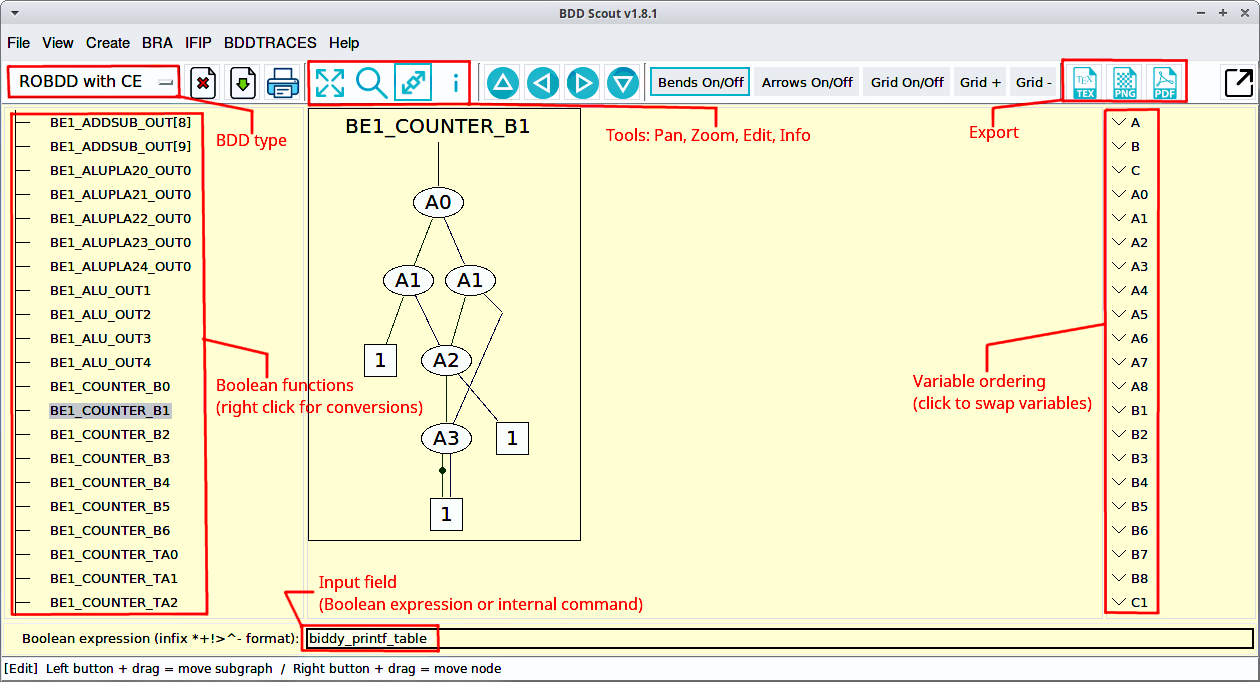 BDD Scout v1.8.1
File View Create BRA IFIP BDDTRACES Help
ROBDD with CE
i
Bends On/Off Arrows On/Off Grid On/Off Grid + Grid -
TEX
TEX
PNG
PDF
BDD type
Tools: Pan, Zoom, Edit, Info
Export
BE1_ADDSUB_OUT[8]
BE1_ADDSUB_OUT[9]
BE1_ALUPLA20_OUT0
BE1_ALUPLA21_OUT0
BE1_ALUPLA22_OUT0
BE1_ALUPLA23_OUT0
BE1_ALUPLA24_OUT0
BE1_ALU_OUT1
BE1_ALU_OUT2
BE1_ALU_OUT3
BE1_ALU_OUT4
BE1_COUNTER_B0
BE1_COUNTER_B1
BE1_COUNTER_B2
BE1_COUNTER_B3
BE1_COUNTER_B4
BE1_COUNTER_B5
BE1_COUNTER_B6
BE1_COUNTER_TA0
BE1_COUNTER_TA1
BE1_COUNTER_TA2
Boolean functions
(right click for conversions)
BE1_COUNTER_B1
A0
A1 A1
1 A2
A3 1
1
Variable ordering
(click to swap variables)
A
B
C
A0
A1
A2
A3
A4
A5
A6
A7
A8
B1
B2
B3
B4
B5
B6
B7
B8
C1
Input field
(Boolean expression or internal command)
Boolean expression (infix *+!>^- format): biddy_printf_table
[Edit] Left button + drag = move subgraph / Right button + drag = move node